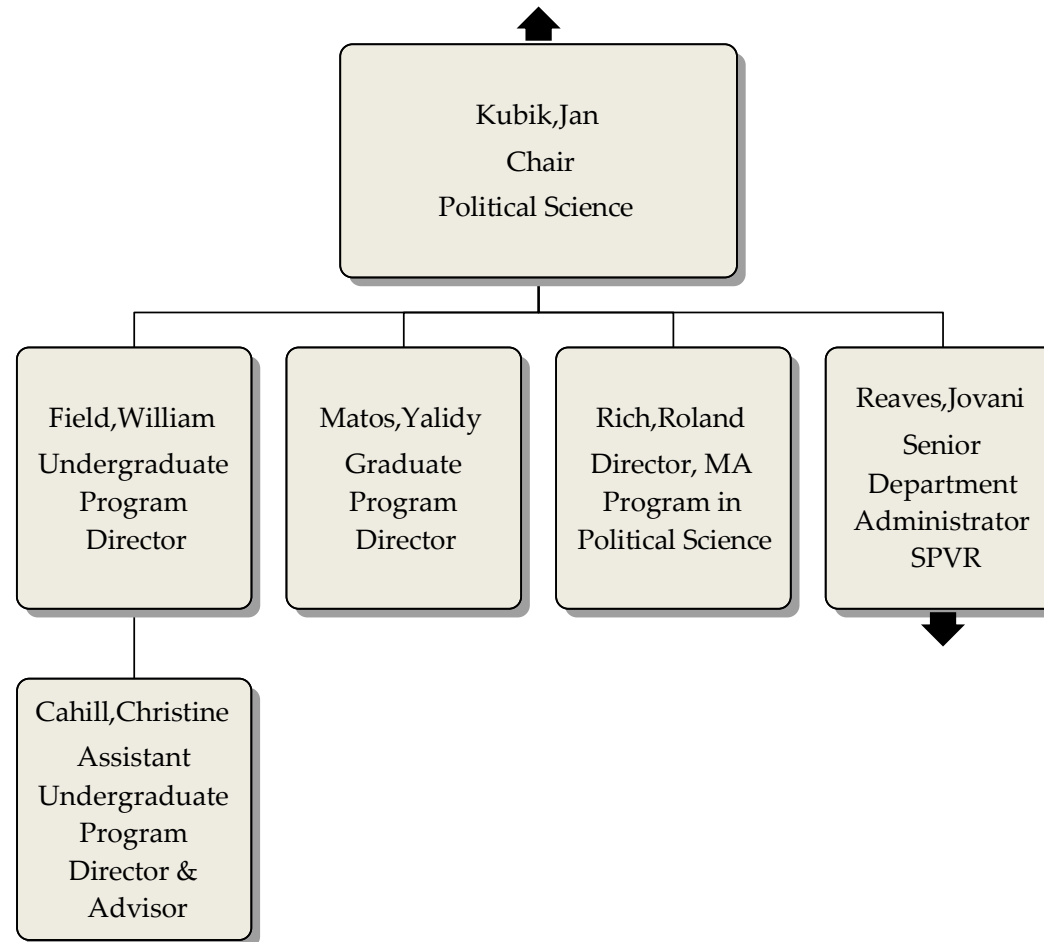 Kubik,Jan
Chair
Political Science
Field,William
Undergraduate
Program
Director
Matos,Yalidy
Graduate
Program
Director
Rich,Roland
Director, MA
Program in
Political Science
Reaves,Jovani
Senior
Department
Administrator
SPVR
Cahill,Christine
Assistant
Undergraduate
Program
Director &
Advisor